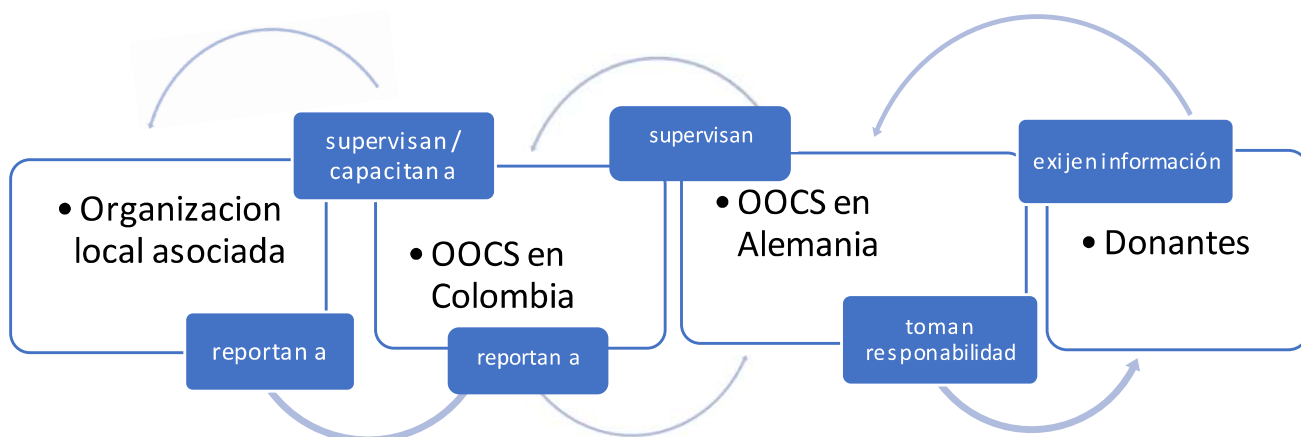 supervisan /
capacitan a
supervisan
exijen información
• Organizacion
local asociada
• OOCS en
Colombia
• OOCS en
Alemania
• Donantes
reportan a
reportan a
toman
responabilidad